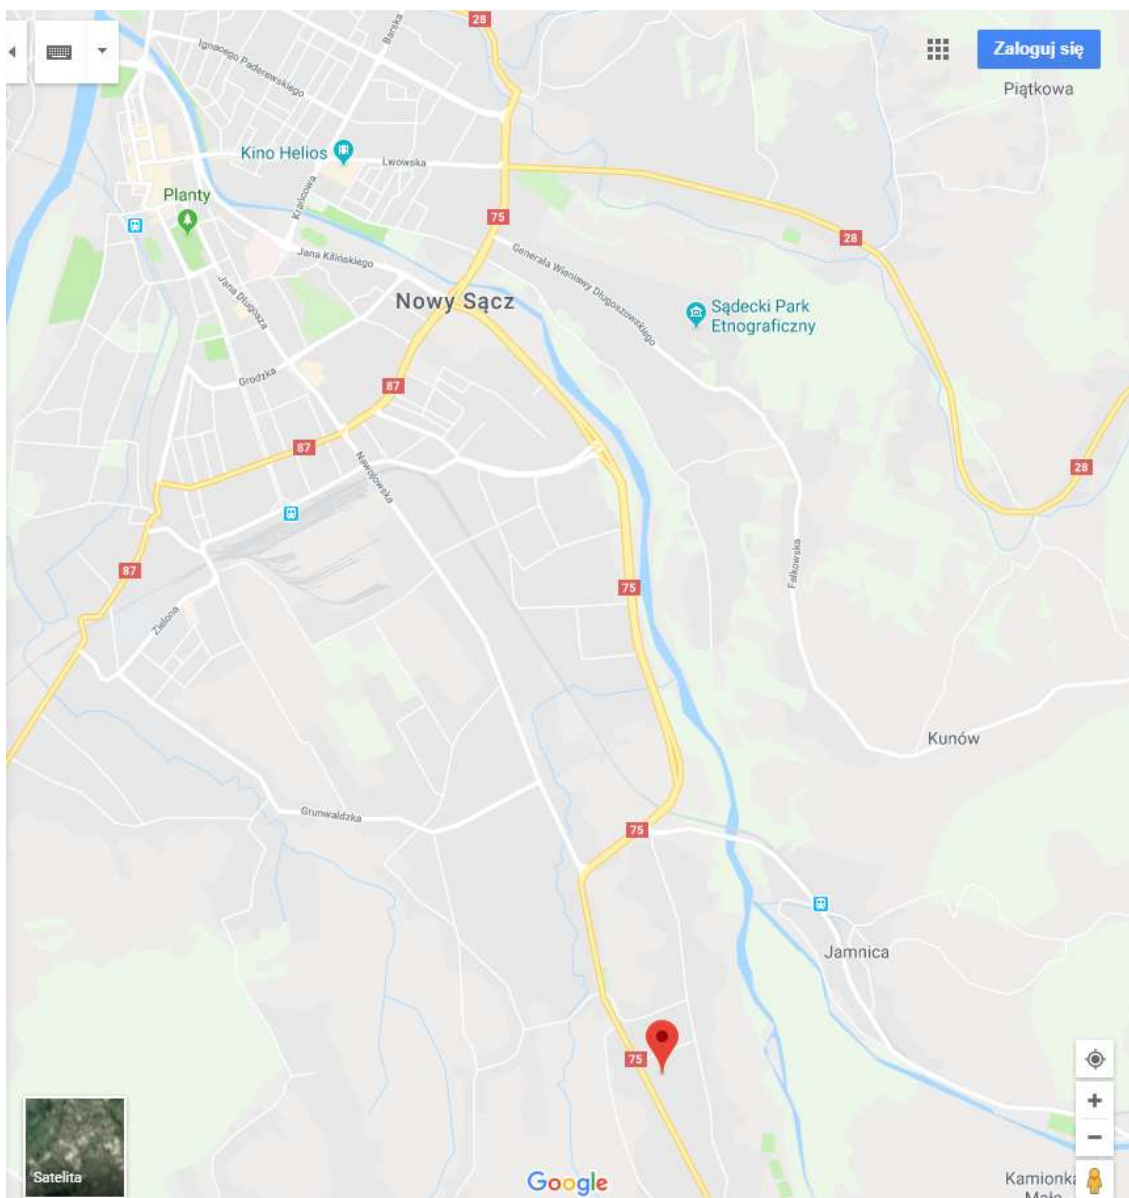 28
Barska
Ignacego Paderewskiego
Zaloguj się
Piątkowa
Kino Helios
Lwowska
Krańcowa
Planty
75
28
Jana Kilińskiego
Generała Wieniawy Długoszowskiego
Jana Długosza
Nowy Sącz
Sądecki Park
Etnograficzny
Grodzka
87
87
28
Nawojowska
87
75
Falkowska
Zielona
Kunów
Grunwaldzka
75
Jamnica
75
Satelita
Google
Kamionka